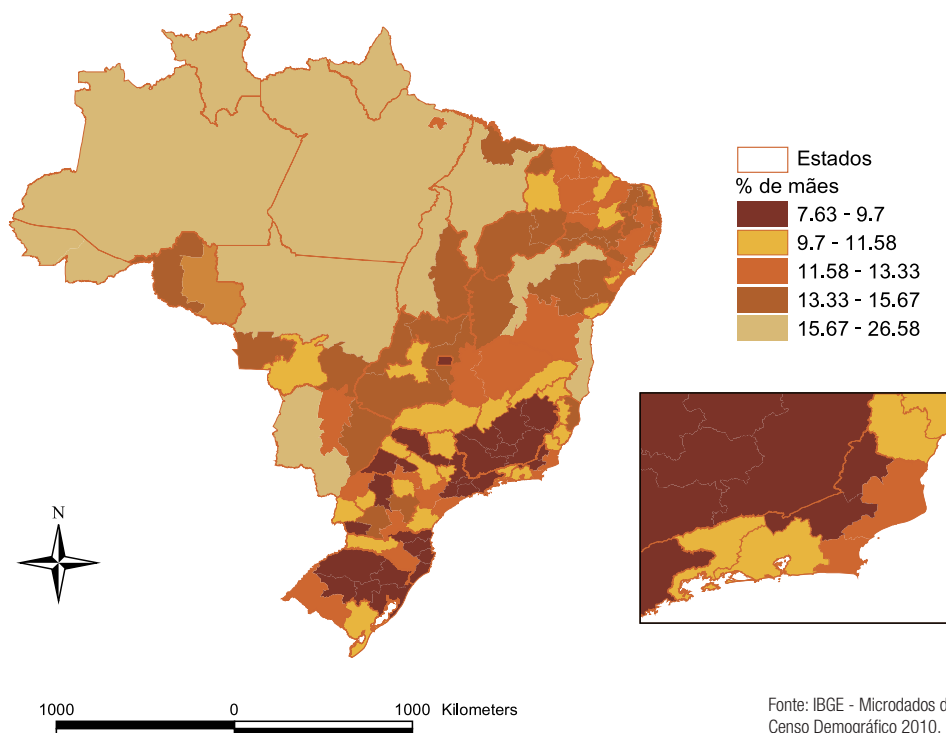 Estados
% de mães
7.63 - 9.7
9.7 - 11.58
11.58 - 13.33
13.33 - 15.67
15.67 - 26.58
N
1000 0 1000 Kilometers
Fonte: IBGE - Microdados d
Censo Demográfico 2010.